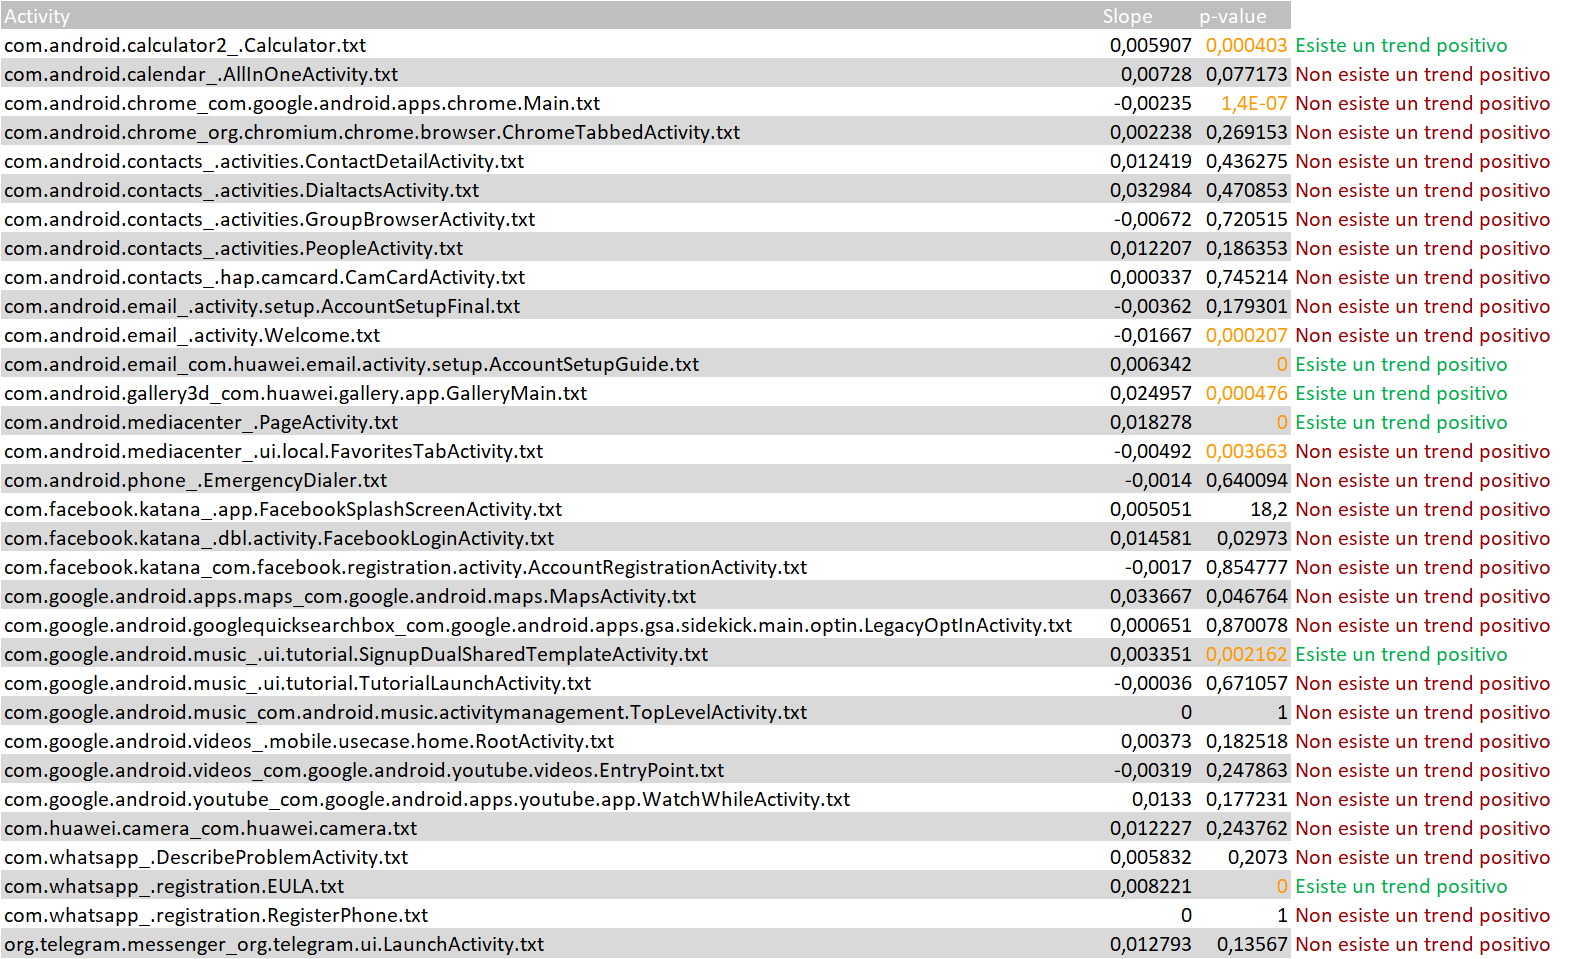 Activity Slope p-value
com.android.calculator2_.Calculator.txt 0,005907 0,000403 Esiste un trend positivo
com.android.calendar_.AllInOneActivity.txt 0,00728 0,077173 Non esiste un trend positivo
com.android.chrome_com.google.android.apps.chrome.Main.txt -0,00235 1,4E-07 Non esiste un trend positivo
com.android.chrome_org.chromium.chrome.browser.ChromeTabbedActivity.txt 0,002238 0,269153 Non esiste un trend positivo
com.android.contacts_.activities.ContactDetailActivity.txt 0,012419 0,436275 Non esiste un trend positivo
com.android.contacts_.activities.DialtactsActivity.txt 0,032984 0,470853 Non esiste un trend positivo
com.android.contacts_.activities.GroupBrowserActivity.txt -0,00672 0,720515 Non esiste un trend positivo
com.android.contacts_.activities.PeopleActivity.txt 0,012207 0,186353 Non esiste un trend positivo
com.android.contacts_.hap.camcard.CamCardActivity.txt 0,000337 0,745214 Non esiste un trend positivo
com.android.email_.activity.setup.AccountSetupFinal.txt -0,00362 0,179301 Non esiste un trend positivo
com.android.email_.activity.Welcome.txt -0,01667 0,000207 Non esiste un trend positivo
com.android.email_com.huawei.email.activity.setup.AccountSetupGuide.txt 0,006342 0 Esiste un trend positivo
com.android.gallery3d_com.huawei.gallery.app.GalleryMain.txt 0,024957 0,000476 Esiste un trend positivo
com.android.mediacenter_.PageActivity.txt 0,018278 0 Esiste un trend positivo
com.android.mediacenter_.ui.local.FavoritesTabActivity.txt -0,00492 0,003663 Non esiste un trend positivo
com.android.phone_.EmergencyDialer.txt -0,0014 0,640094 Non esiste un trend positivo
com.facebook.katana_.app.FacebookSplashScreenActivity.txt 0,005051 18,2 Non esiste un trend positivo
com.facebook.katana_.dbl.activity.FacebookLoginActivity.txt 0,014581 0,02973 Non esiste un trend positivo
com.facebook.katana_com.facebook.registration.activity.AccountRegistrationActivity.txt -0,0017 0,854777 Non esiste un trend positivo
com.google.android.apps.maps_com.google.android.maps.MapsActivity.txt 0,033667 0,046764 Non esiste un trend positivo
com.google.android.googlequicksearchbox_com.google.android.apps.gsa.sidekick.main.optin.LegacyOptInActivity.txt 0,000651 0,870078 Non esiste un trend positivo
com.google.android.music_.ui.tutorial.SignupDualSharedTemplateActivity.txt 0,003351 0,002162 Esiste un trend positivo
com.google.android.music_.ui.tutorial.TutorialLaunchActivity.txt -0,00036 0,671057 Non esiste un trend positivo
com.google.android.music_com.android.music.activitymanagement.TopLevelActivity.txt 0 1 Non esiste un trend positivo
com.google.android.videos_.mobile.usecase.home.RootActivity.txt 0,00373 0,182518 Non esiste un trend positivo
com.google.android.videos_com.google.android.youtube.videos.EntryPoint.txt -0,00319 0,247863 Non esiste un trend positivo
com.google.android.youtube_com.google.android.apps.youtube.app.WatchWhileActivity.txt 0,0133 0,177231 Non esiste un trend positivo
com.huawei.camera_com.huawei.camera.txt 0,012227 0,243762 Non esiste un trend positivo
com.whatsapp_.DescribeProblemActivity.txt 0,005832 0,2073 Non esiste un trend positivo
com.whatsapp_.registration.EULA.txt 0,008221 0 Esiste un trend positivo
com.whatsapp_.registration.RegisterPhone.txt 0 1 Non esiste un trend positivo
org.telegram.messenger_org.telegram.ui.LaunchActivity.txt 0,012793 0,13567 Non esiste un trend positivo